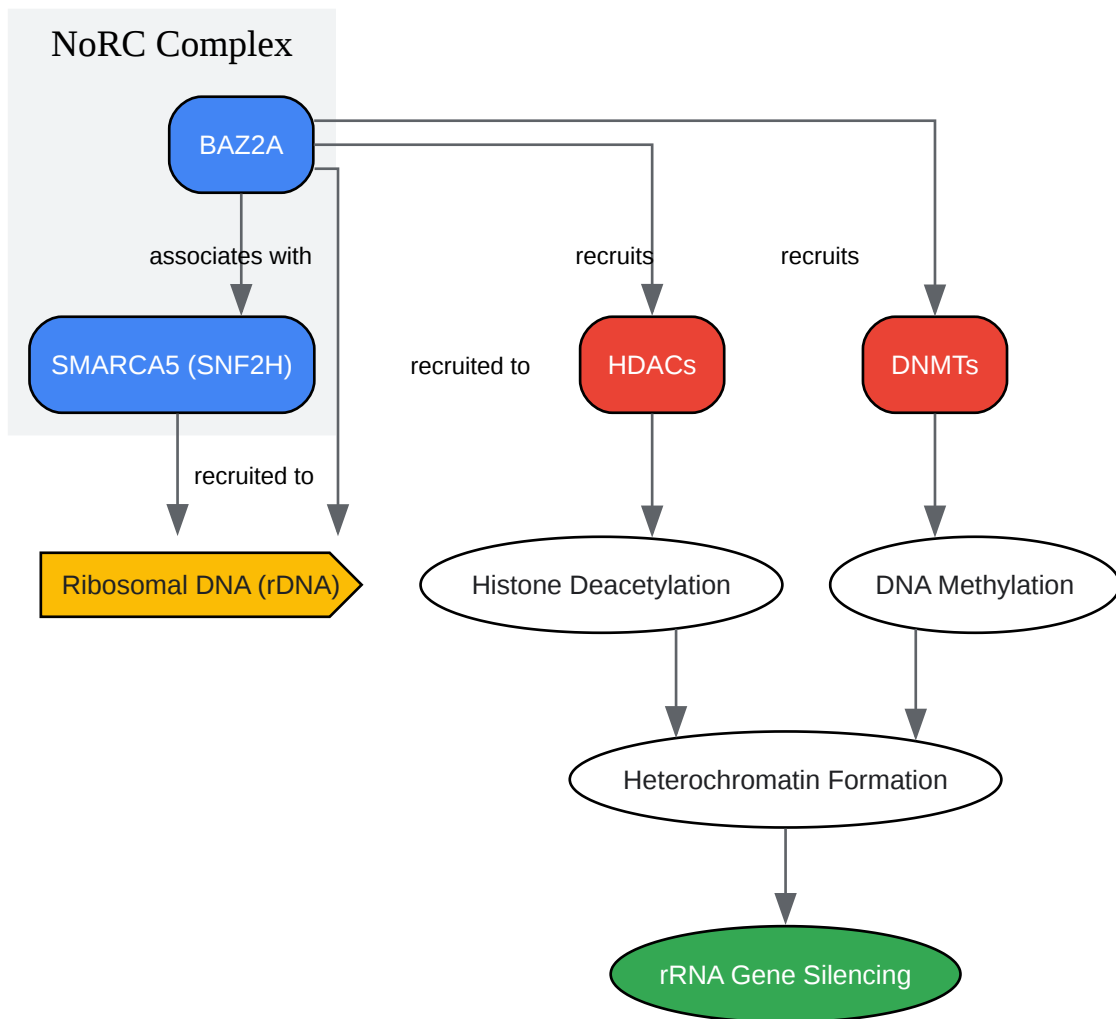 NoRC Complex
BAZ2A
associates with
recruits
recruits
SMARCA5 (SNF2H)
recruited to
HDACs
DNMTs
recruited to
Ribosomal DNA (rDNA)
Histone Deacetylation
DNA Methylation
Heterochromatin Formation
rRNA Gene Silencing